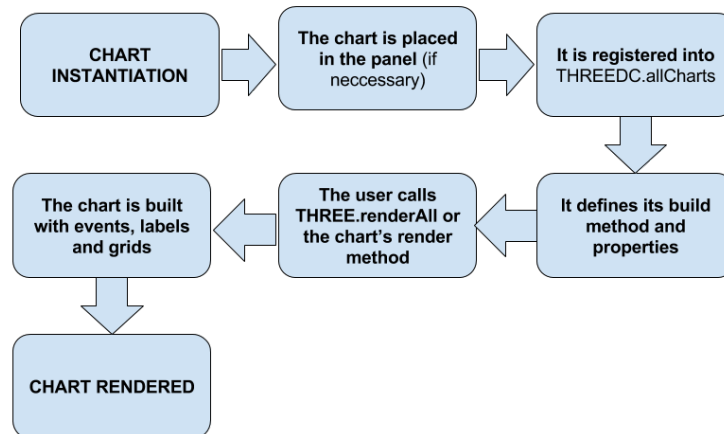 CHART
INSTANTIATION
The chart is placed
in the panel (if
neccessary)
It is registered into
THREEDC.allCharts
It defines its build
method and
properties
The user calls
THREE.renderAll or
the chart's render
method
The chart is built
with events, labels
and grids
CHART RENDERED